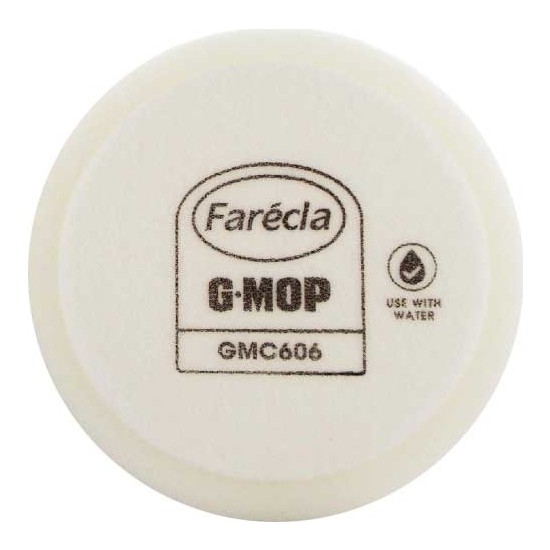 Farécla
G·MOP
GMC606
USE WITH
WATER